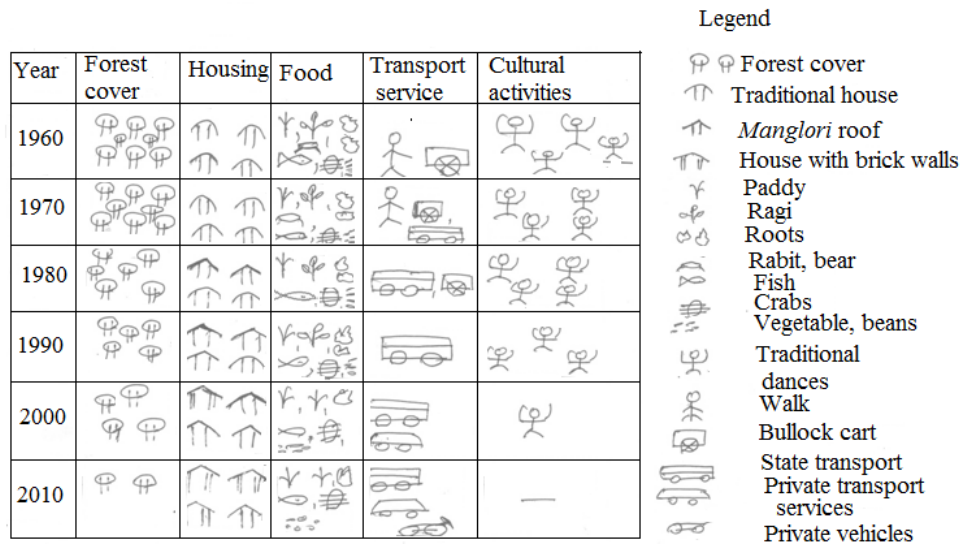 Legend
Year Forest cover Housing Food Transport service Cultural activities
1960
1970
1980
1990
2000
2010
Forest cover
Traditional house
Manglori roof
House with brick walls
Paddy
Ragi
Roots
Rabit, bear
Fish
Crabs
Vegetable, beans
Traditional
dances
Walk
Bullock cart
State transport
Private transport
services
Private vehicles